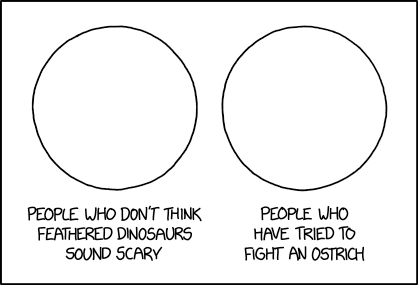 PEOPLE WHO DON'T THINK
FEATHERED DINOSAURS
SOUND SCARY
PEOPLE WHO
HAVE TRIED TO
FIGHT AN OSTRICH